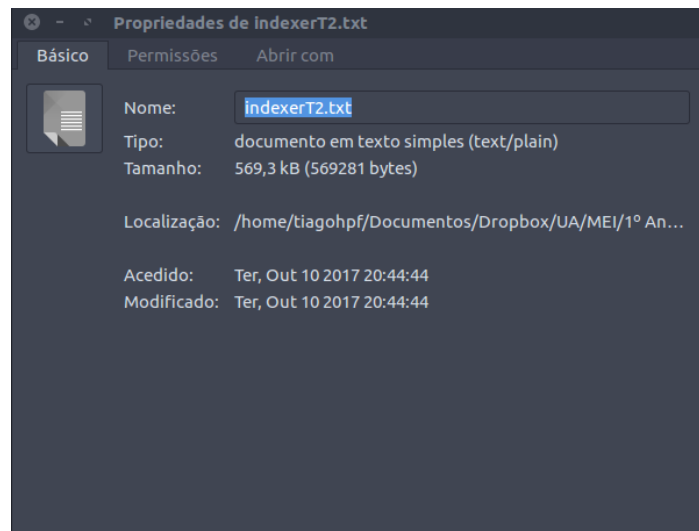 Propriedades de indexerT2.txt
Básico Permissões Abrir com
Nome: indexerT2.txt
Tipo: documento em texto simples (text/plain)
Tamanho: 569,3 kB (569281 bytes)
Localização: /home/tiagohpf/Documentos/Dropbox/UA/MEI/1º An…
Acedido: Ter, Out 10 2017 20:44:44
Modificado: Ter, Out 10 2017 20:44:44